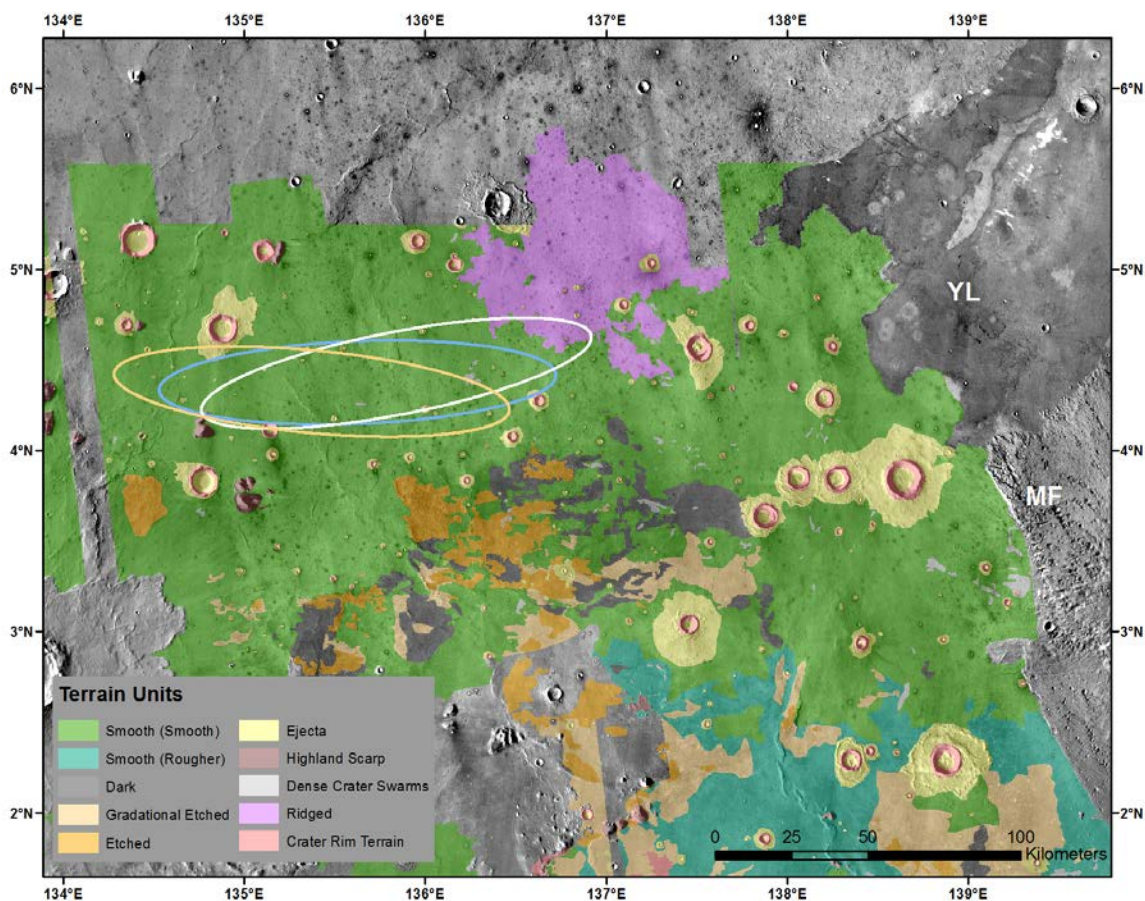 134°E 135°E 136°E 137°E 138°E 139°E
6°N 6°N
5°N 5°N
YL
4°N 4°N
MF
3°N 3°N
Terrain Units
Smooth (Smooth) Ejecta
Smooth (Rougher) Highland Scarp
Dark Dense Crater Swarms
Gradational Etched Ridged
Etched Crater Rim Terrain
2°N 2°N
0 25 50 100
Kilometers
134°E 135°E 136°E 137°E 138°E 139°E